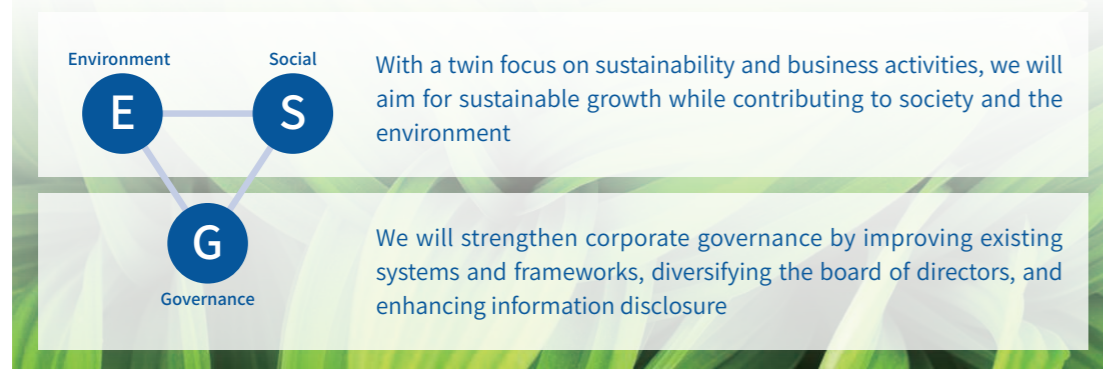 Environment
Social
E
S
With a twin focus on sustainability and business activities, we will
aim for sustainable growth while contributing to society and the
environment
G
Governance
We will strengthen corporate governance by improving existing
systems and frameworks, diversifying the board of directors, and
enhancing information disclosure